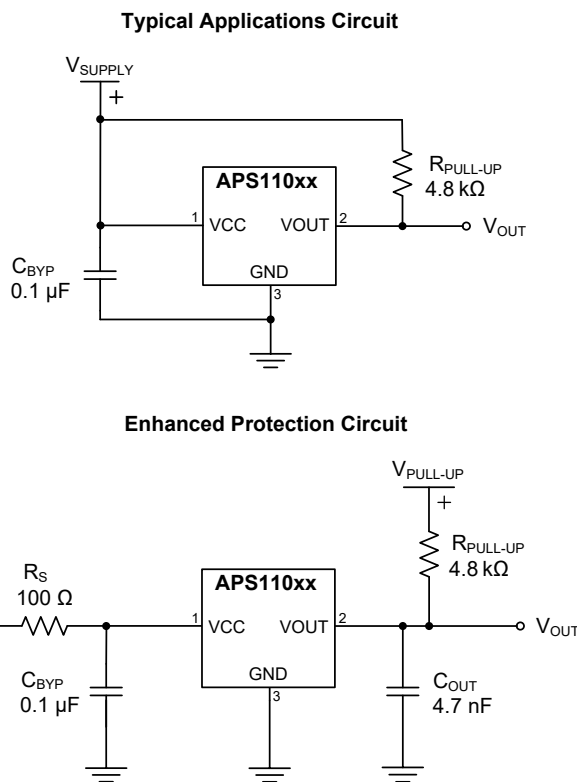 Typical Applications Circuit
VSUPPLY
+
RPULL-UP
4.8 kΩ
APS110xx
1
VCC
VOUT
2
VOUT
GND
3
CBYP
0.1 µF
Enhanced Protection Circuit
VPULL-UP
+
RPULL-UP
4.8 kΩ
RS
100 Ω
APS110xx
1
VCC
VOUT
2
VOUT
GND
3
CBYP
0.1 µF
COUT
4.7 nF